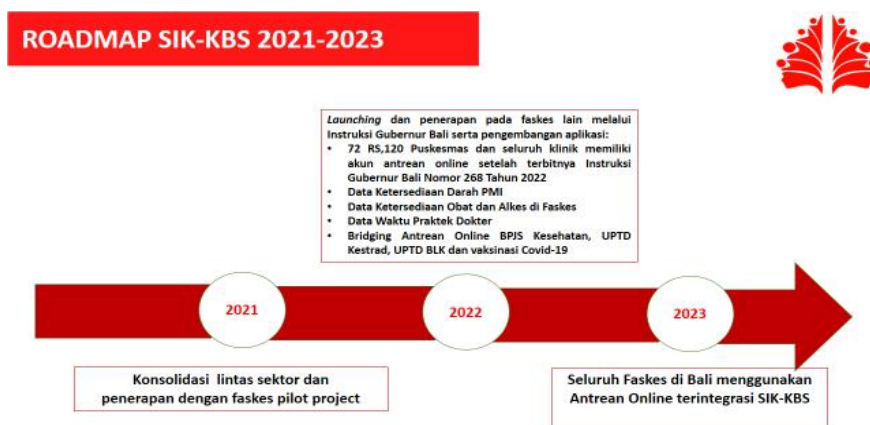 ROADMAP SIK-KBS 2021-2023
Launching dan penerapan pada faskes lain melalui
Instruksi Gubernur Bali serta pengembangan aplikasi:
• 72 RS,120 Puskesmas dan seluruh klinik memiliki
akun antrean online setelah terbitnya Instruksi
Gubernur Bali Nomor 268 Tahun 2022
• Data Ketersediaan Darah PMI
• Data Ketersediaan Obat dan Alkes di Faskes
• Data Waktu Praktek Dokter
• Bridging Antrean Online BPJS Kesehatan, UPTD
Kestrad, UPTD BLK dan vaksinasi Covid-19
2021
2022
2023
Konsolidasi lintas sektor dan
penerapan dengan faskes pilot project
Seluruh Faskes di Bali menggunakan
Antrean Online terintegrasi SIK-KBS